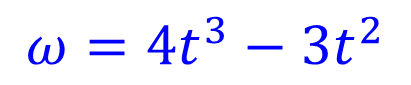 ω = 4t³ − 3t²